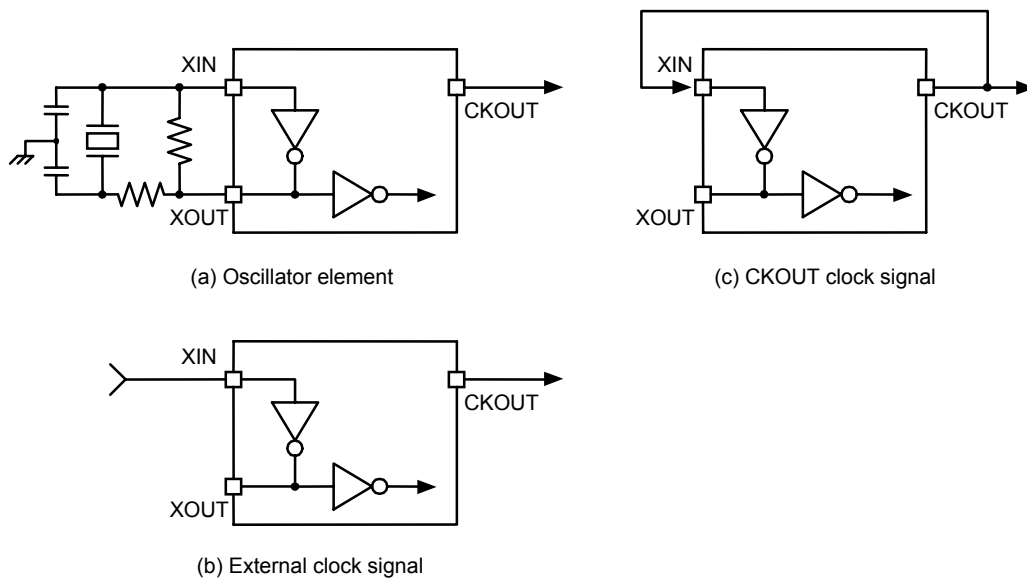 XIN
CKOUT
XOUT
(a) Oscillator element
XIN
CKOUT
XOUT
(c) CKOUT clock signal
XIN
CKOUT
XOUT
(b) External clock signal